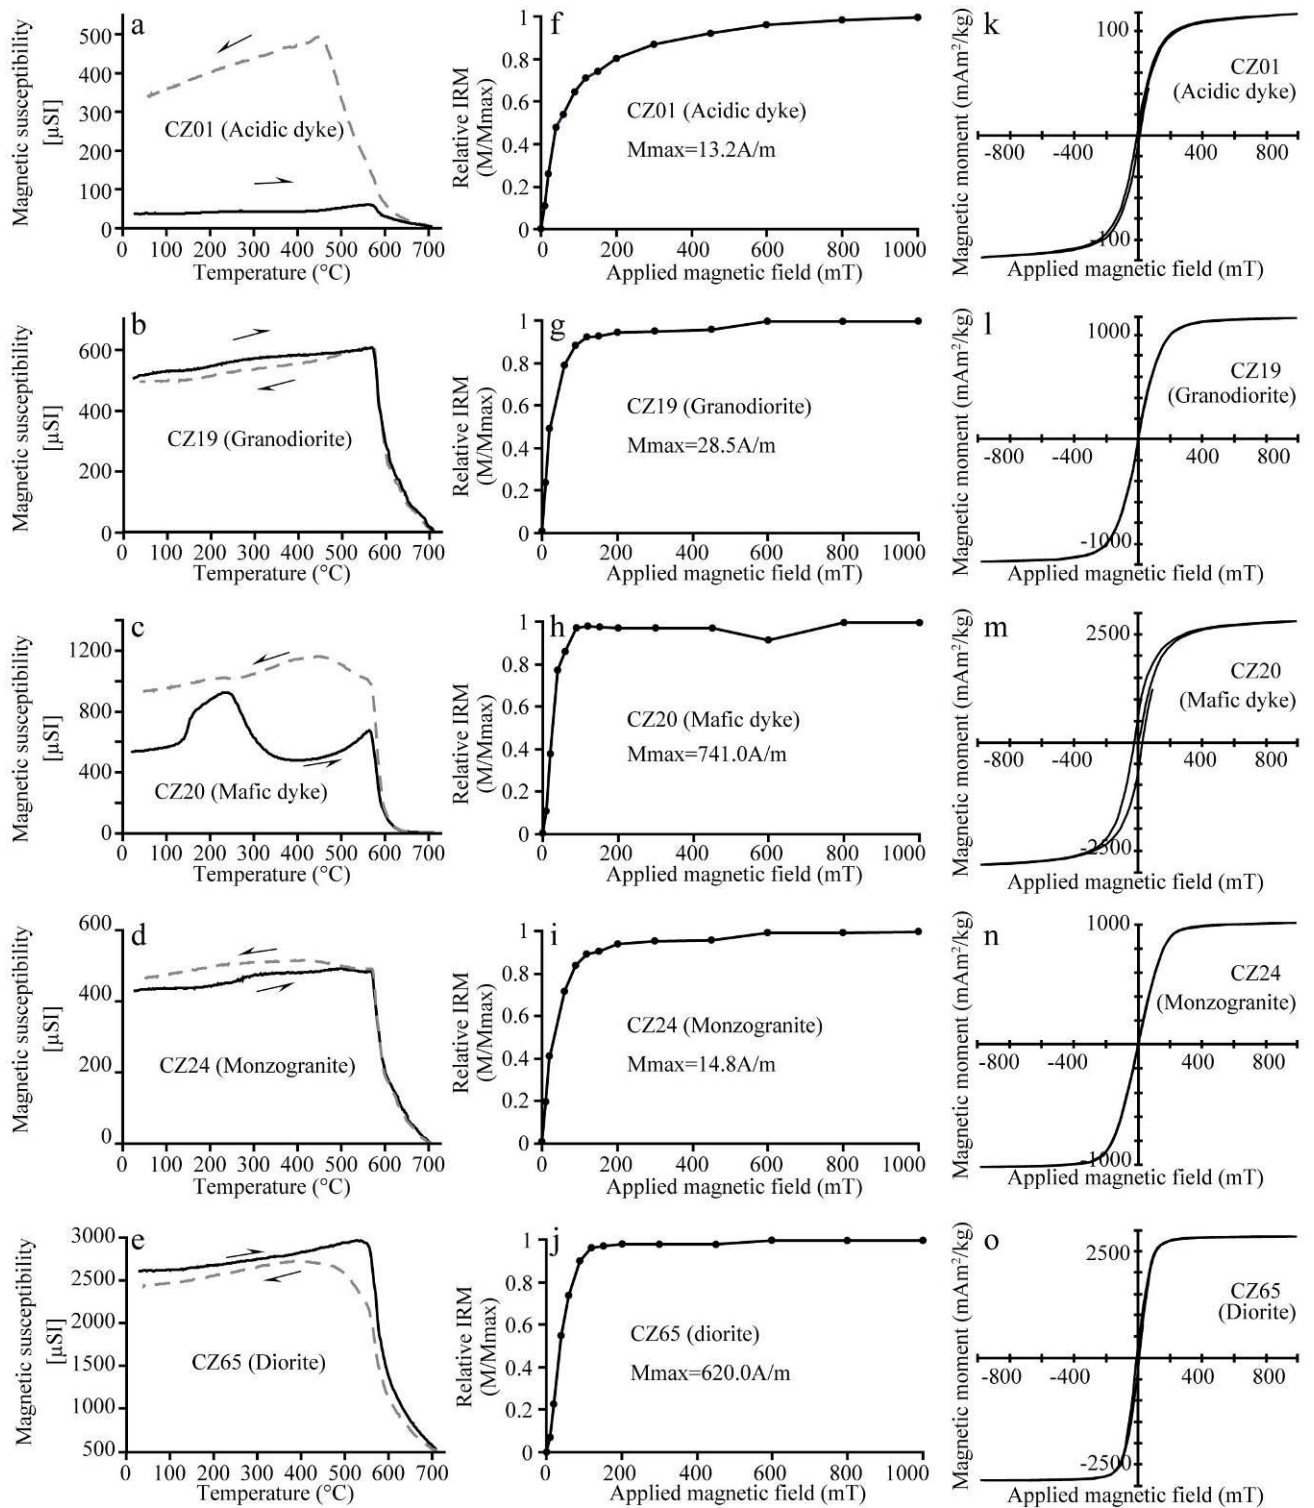 a
Magnetic susceptibility
[µSI]
500
400
300
200
100
0
CZ01 (Acidic dyke)
0 100 200 300 400 500 600 700
Temperature (°C)
f
Relative IRM
(M/Mmax)
1
0.8
0.6
0.4
0.2
0
CZ01 (Acidic dyke)
Mmax=13.2A/m
0 200 400 600 800 1000
Applied magnetic field (mT)
k
Magnetic moment (mAm²/kg)
100
CZ01
(Acidic dyke)
-800 -400 400 800
-100
Applied magnetic field (mT)
b
Magnetic susceptibility
[µSI]
600
400
200
0
CZ19 (Granodiorite)
0 100 200 300 400 500 600 700
Temperature (°C)
g
Relative IRM
(M/Mmax)
1
0.8
0.6
0.4
0.2
0
CZ19 (Granodiorite)
Mmax=28.5A/m
0 200 400 600 800 1000
Applied magnetic field (mT)
l
Magnetic moment (mAm²/kg)
1000
CZ19
(Granodiorite)
-800 -400 400 800
-1000
Applied magnetic field (mT)
c
Magnetic susceptibility
[µSI]
1200
800
400
0
CZ20 (Mafic dyke)
0 100 200 300 400 500 600 700
Temperature (°C)
h
Relative IRM
(M/Mmax)
1
0.8
0.6
0.4
0.2
0
CZ20 (Mafic dyke)
Mmax=741.0A/m
0 200 400 600 800 1000
Applied magnetic field (mT)
m
Magnetic moment (mAm²/kg)
2500
CZ20
(Mafic dyke)
-800 -400 400 800
-2500
Applied magnetic field (mT)
d
Magnetic susceptibility
[µSI]
600
400
200
0
CZ24 (Monzogranite)
0 100 200 300 400 500 600 700
Temperature (°C)
i
Relative IRM
(M/Mmax)
1
0.8
0.6
0.4
0.2
0
CZ24 (Monzogranite)
Mmax=14.8A/m
0 200 400 600 800 1000
Applied magnetic field (mT)
n
Magnetic moment (mAm²/kg)
1000
CZ24
(Monzogranite)
-800 -400 400 800
-1000
Applied magnetic field (mT)
e
Magnetic susceptibility
[µSI]
3000
2500
2000
1500
1000
500
CZ65 (Diorite)
0 100 200 300 400 500 600 700
Temperature (°C)
j
Relative IRM
(M/Mmax)
1
0.8
0.6
0.4
0.2
0
CZ65 (diorite)
Mmax=620.0A/m
0 200 400 600 800 1000
Applied magnetic field (mT)
o
Magnetic moment (mAm²/kg)
2500
CZ65
(Diorite)
-800 -400 400 800
-2500
Applied magnetic field (mT)